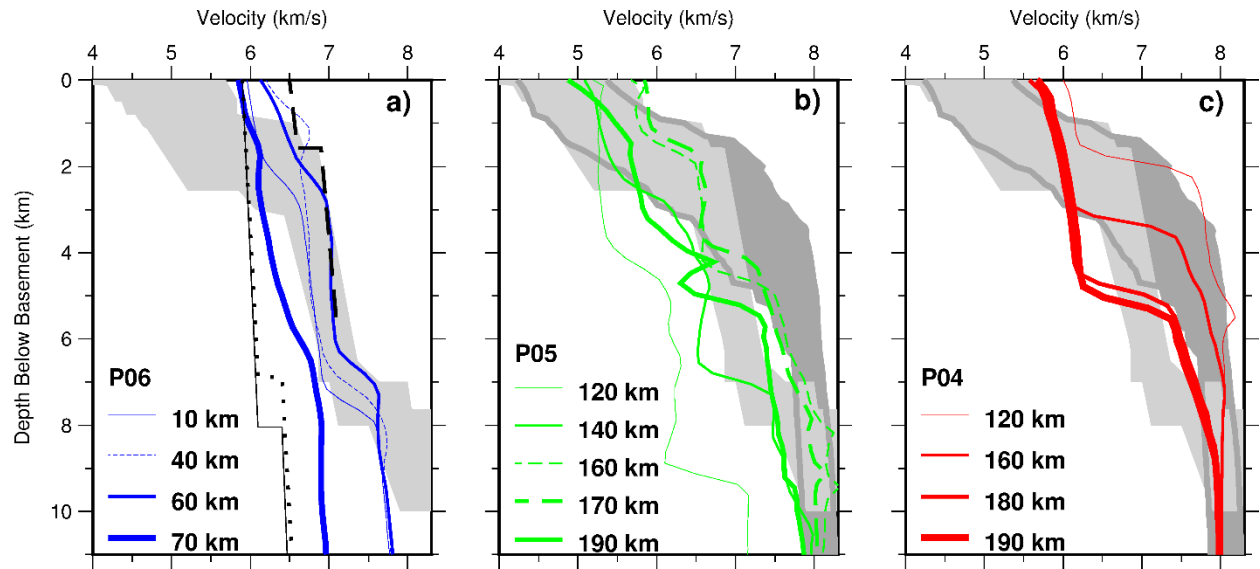 Velocity (km/s)
Velocity (km/s)
Velocity (km/s)
4 5 6 7 8
4 5 6 7 8
4 5 6 7 8
Depth Below Basement (km)
0
2
4
6
8
10
a)
P06
10 km
40 km
60 km
70 km
b)
P05
120 km
140 km
160 km
170 km
190 km
c)
P04
120 km
160 km
180 km
190 km